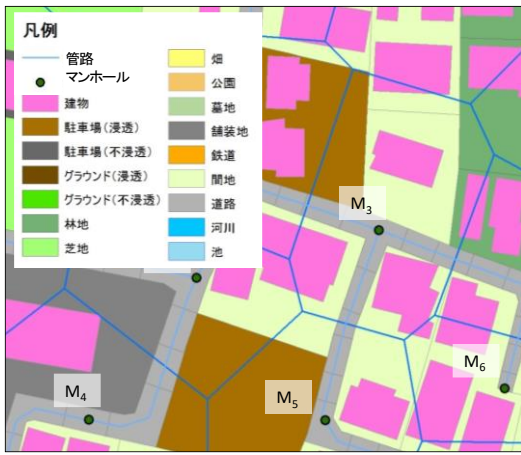 凡例
管路
マンホール
建物
駐車場(浸透)
駐車場(不浸透)
グラウンド(浸透)
グラウンド(不浸透)
林地
芝地
畑
公園
墓地
舗装地
鉄道
間地
道路
河川
池
M3
M4
M5
M6